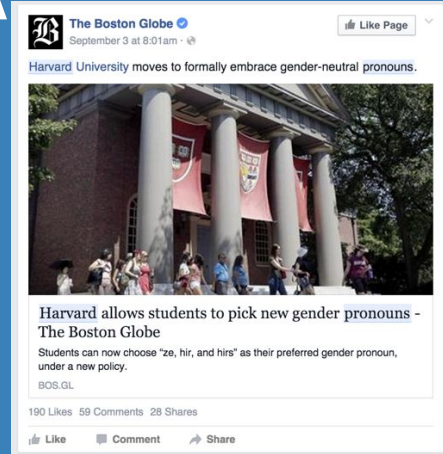 The Boston Globe
Like Page
September 3 at 8:01am ·
Harvard University moves to formally embrace gender-neutral pronouns.
Harvard allows students to pick new gender pronouns -
The Boston Globe
Students can now choose "ze, hir, and hirs" as their preferred gender pronoun,
under a new policy.
BOS.GL
190 Likes 59 Comments 28 Shares
Like Comment Share